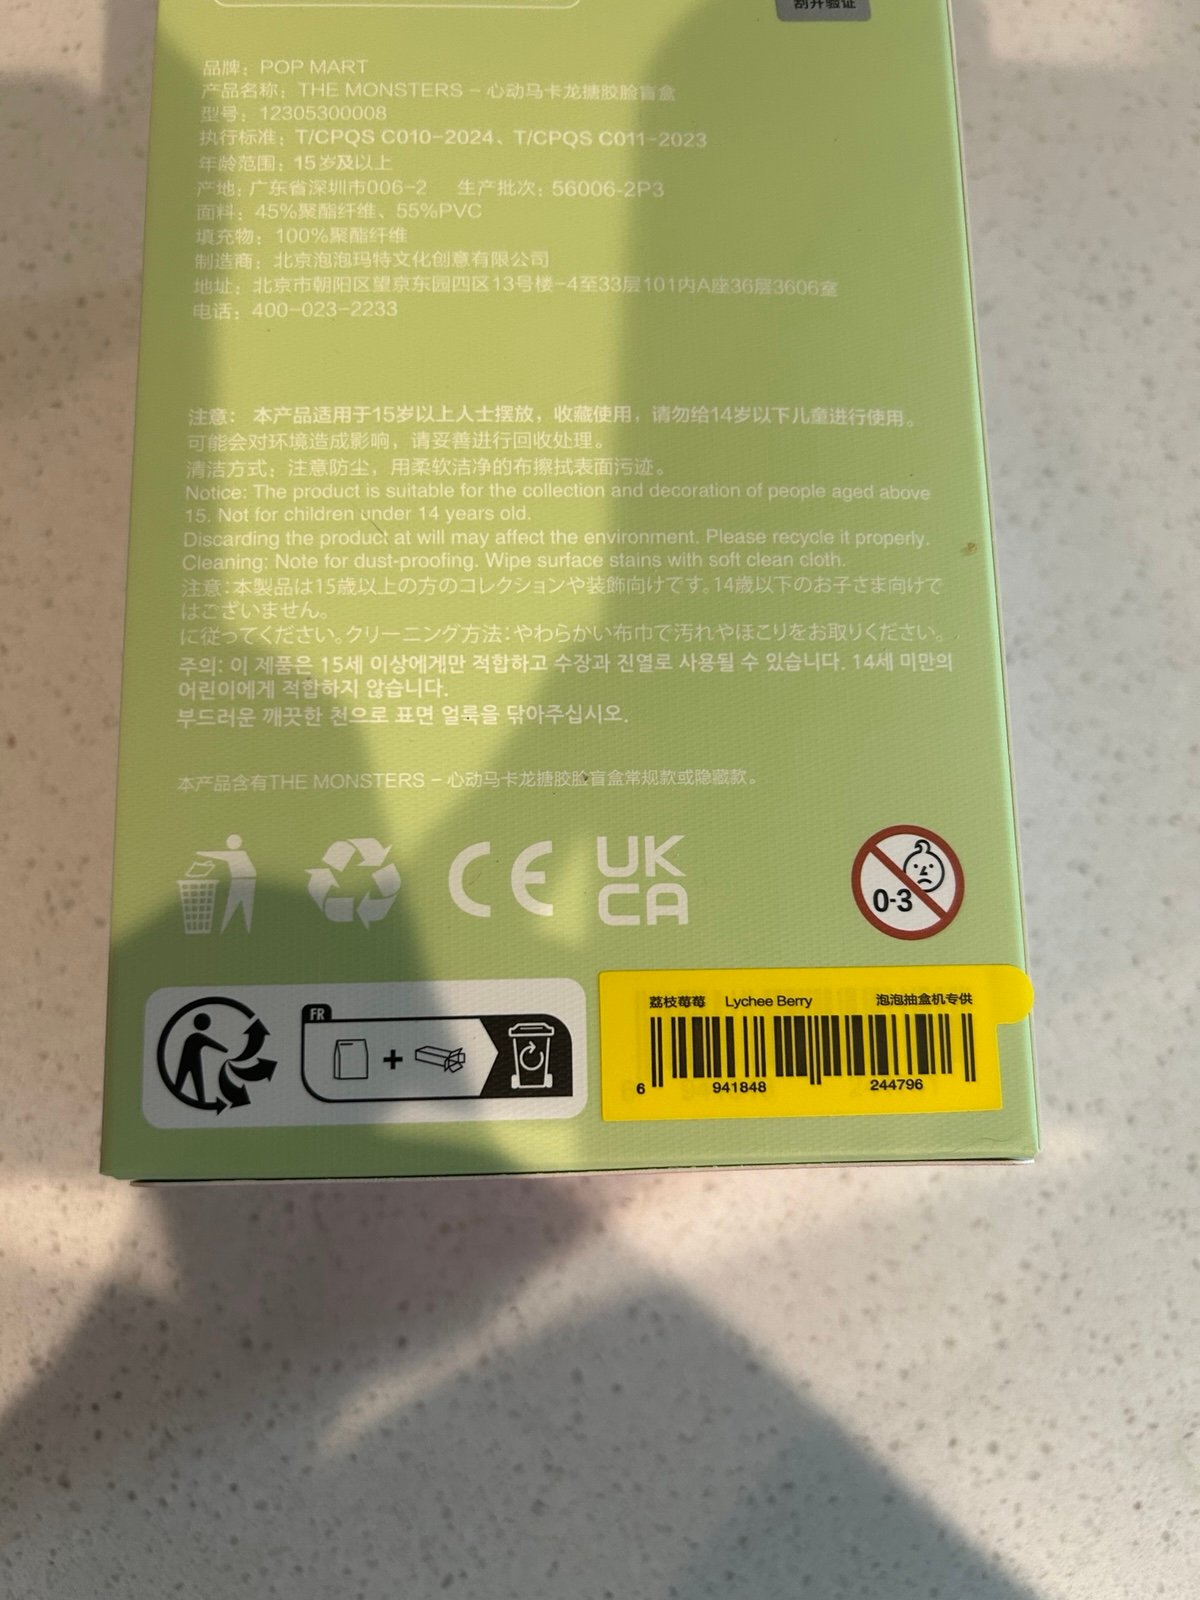 刮开验证
品牌：POP MART
产品名称：THE MONSTERS – 心动马卡龙搪胶脸盲盒
型号：12305300008
执行标准：T/CPQS C010-2024、T/CPQS C011-2023
年龄范围：15岁及以上
产地：广东省深圳市006-2 生产批次：56006-2P3
面料：45%聚酯纤维、55%PVC
填充物：100%聚酯纤维
制造商：北京泡泡玛特文化创意有限公司
地址：北京市朝阳区望京东园四区13号楼-4至33层101内A座36层3606室
电话：400-023-2233
注意： 本产品适用于15岁以上人士摆放，收藏使用，请勿给14岁以下儿童进行使用。
可能会对环境造成影响，请妥善进行回收处理。
清洁方式：注意防尘，用柔软洁净的布擦拭表面污迹。
Notice: The product is suitable for the collection and decoration of people aged above
15. Not for children under 14 years old.
Discarding the product at will may affect the environment. Please recycle it properly.
Cleaning: Note for dust-proofing. Wipe surface stains with soft clean cloth.
注意：本製品は15歳以上の方のコレクションや装飾向けです。14歳以下のお子さま向けで
はございません。
に従ってください。クリーニング方法：やわらかい布巾で汚れやほこりをお取りください。
주의: 이 제품은 15세 이상에게만 적합하고 수장과 진열로 사용될 수 있습니다. 14세 미만의
어린이에게 적합하지 않습니다.
부드러운 깨끗한 천으로 표면 얼룩을 닦아주십시오.
本产品含有THE MONSTERS – 心动马卡龙搪胶脸盲盒常规款或隐藏款。
CE
UK
CA
0-3
FR
荔枝莓莓 Lychee Berry 泡泡抽盒机专供
6 941848 244796